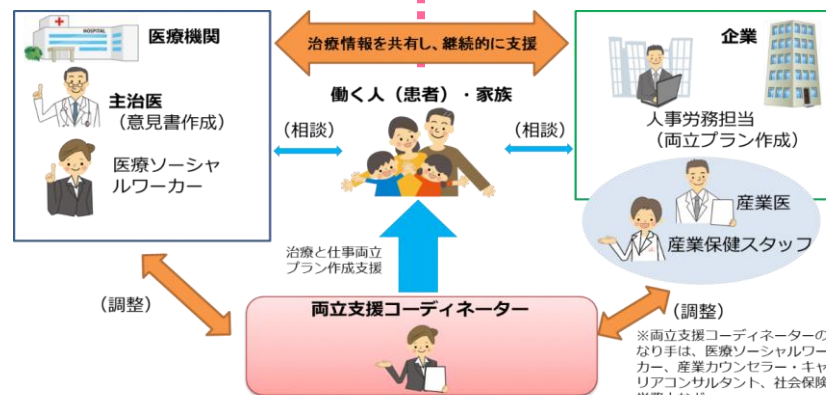 HOSPITAL
医療機関
主治医
（意見書作成）
医療ソーシャ
ルワーカー
治療情報を共有し、継続的に支援
働く人（患者）・家族
（相談）
（相談）
企業
人事労務担当
（両立プラン作成）
産業医
産業保健スタッフ
治療と仕事両立
プラン作成支援
（調整）
両立支援コーディネーター
（調整）
※両立支援コーディネーターの
なり手は、医療ソーシャルワー
カー、産業カウンセラー・キャ
リアコンサルタント、社会保険